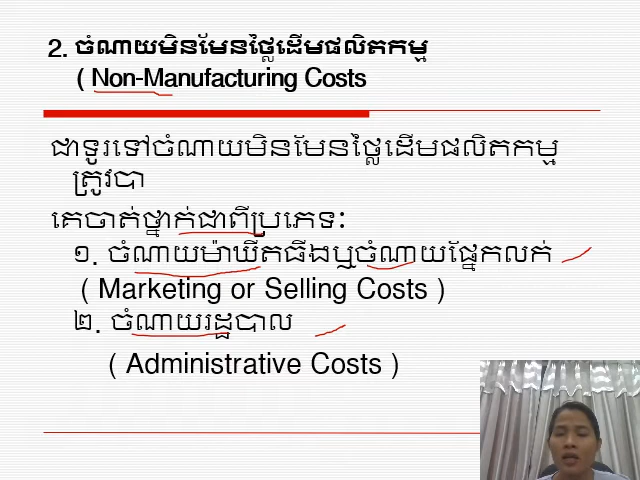 2. ចំណាយមិនមែនថ្លៃដើមផលិតកម្ម
( Non-Manufacturing Costs
ជាទូរទៅចំណាយមិនមែនថ្លៃដើមផលិតកម្ម
ត្រូវបា
គេចាត់ថ្នាក់ជាពីប្រភេទៈ
១. ចំណាយម៉ាឃីតធីងឬចំណាយផ្នែកលក់
( Marketing or Selling Costs )
២. ចំណាយរដ្ឋបាល
( Administrative Costs )